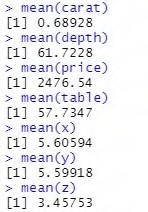 > mean(carat)
[1] 0.68928
> mean(depth)
[1] 61.7228
> mean(price)
[1] 2476.54
> mean(table)
[1] 57.7347
> mean(x)
[1] 5.60594
> mean(y)
[1] 5.59918
> mean(z)
[1] 3.45753